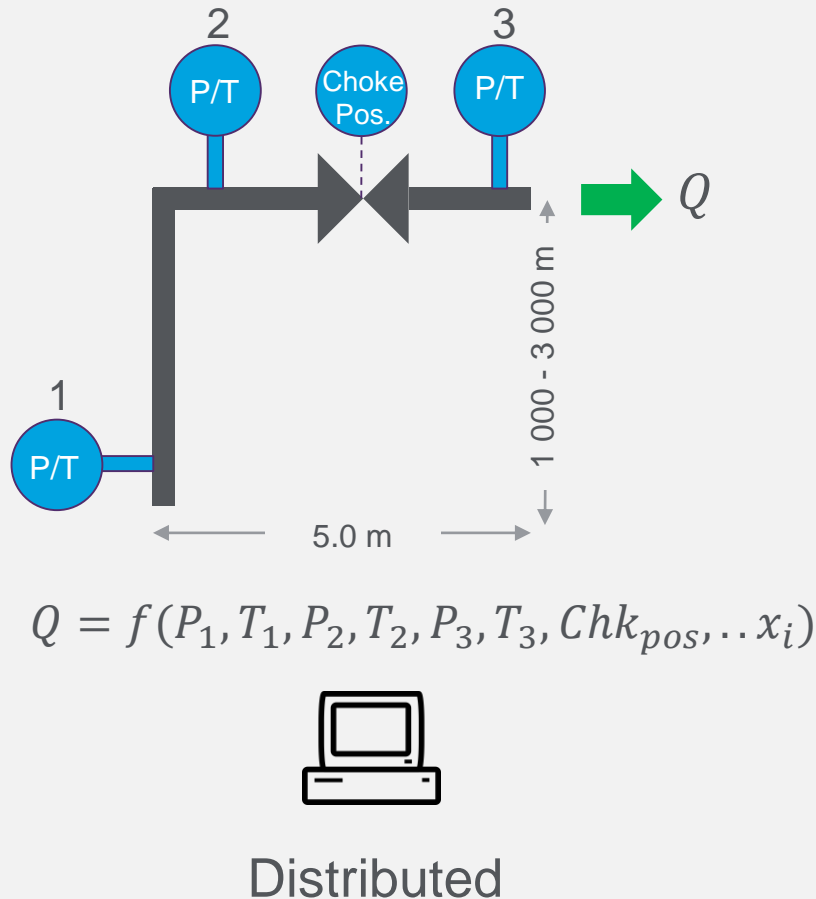 2
3
P/T
Choke
Pos.
P/T
Q
1 000 - 3 000 m
1
P/T
5.0 m
Q = f(P₁, T₁, P₂, T₂, P₃, T₃, Chkₚₒₛ, . . xᵢ)
Distributed